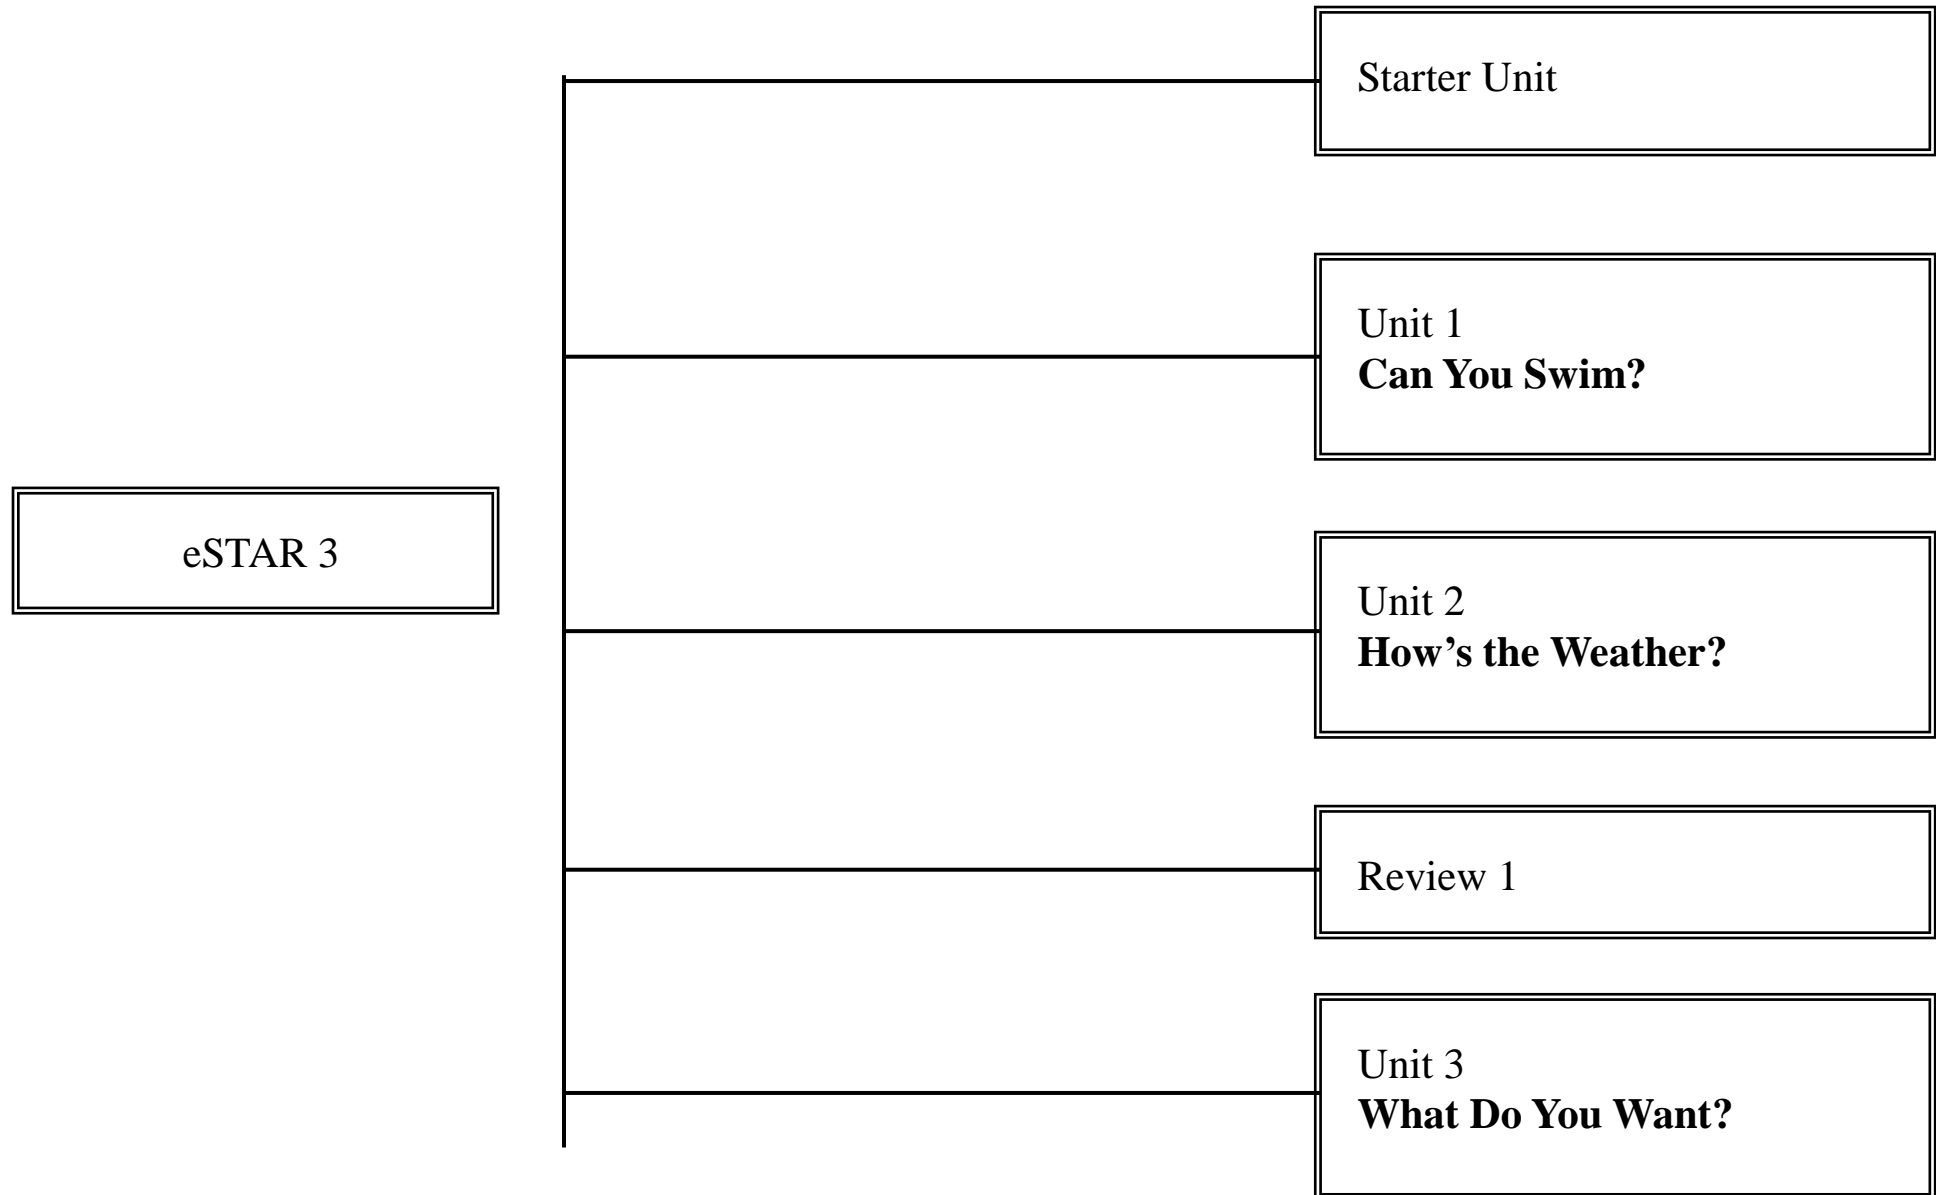 Starter Unit
Unit 1
Can You Swim?
eSTAR 3
Unit 2
How’s the Weather?
Review 1
Unit 3
What Do You Want?